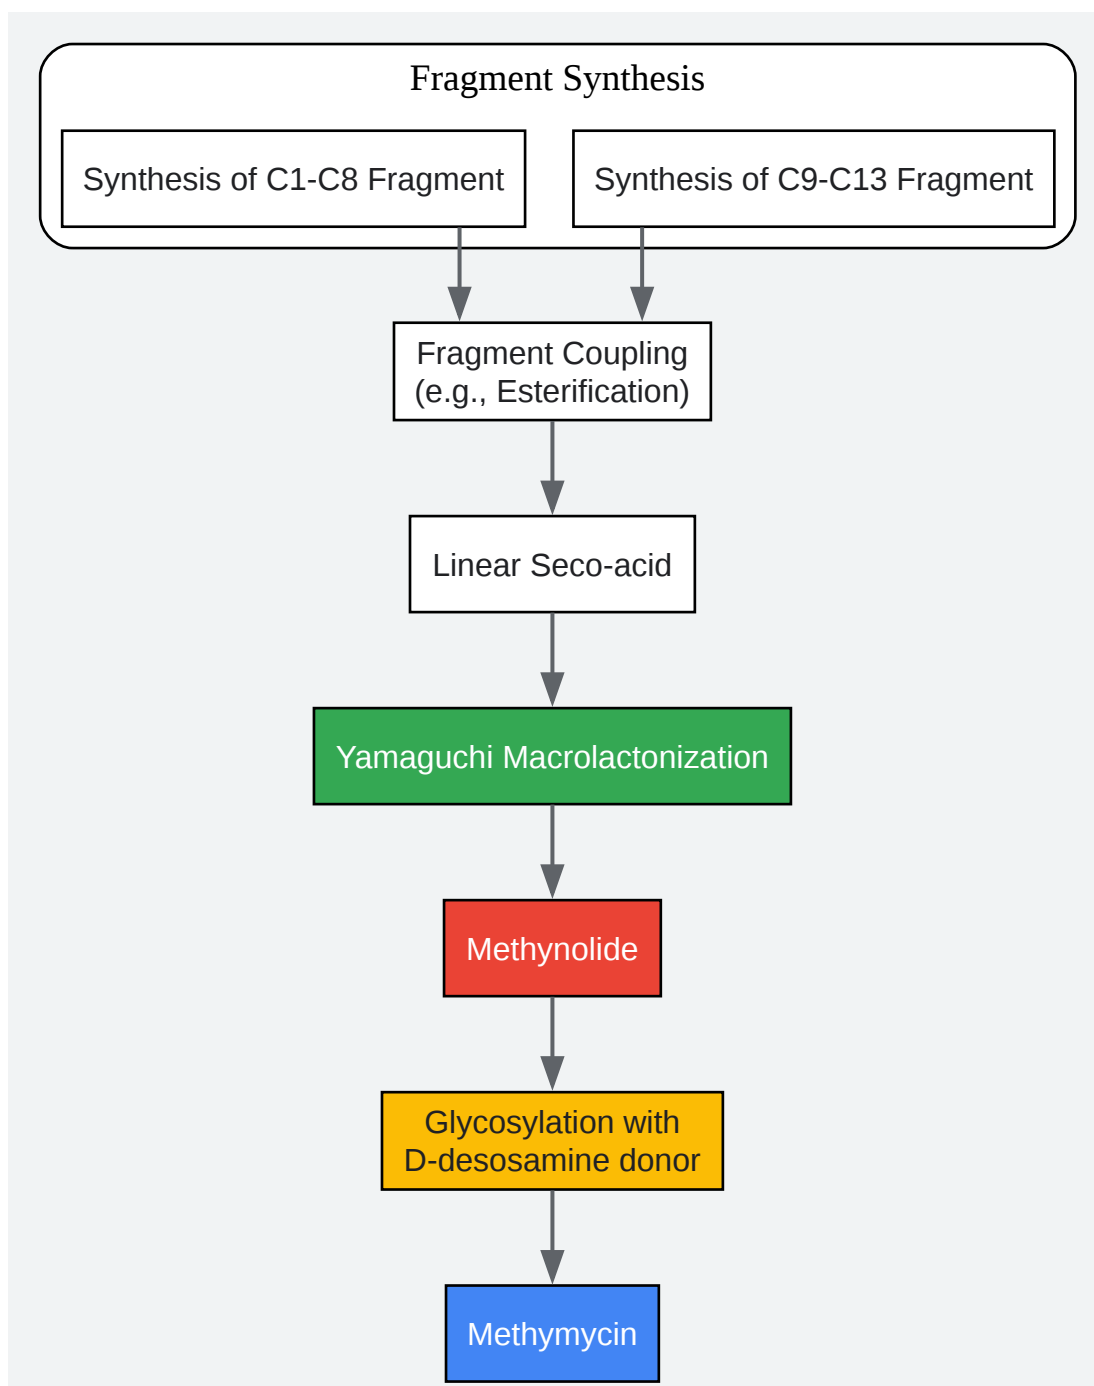 Fragment Synthesis
Synthesis of C1-C8 Fragment
Synthesis of C9-C13 Fragment
Fragment Coupling
(e.g., Esterification)
Linear Seco-acid
Yamaguchi Macrolactonization
Methynolide
Glycosylation with
D-desosamine donor
Methymycin